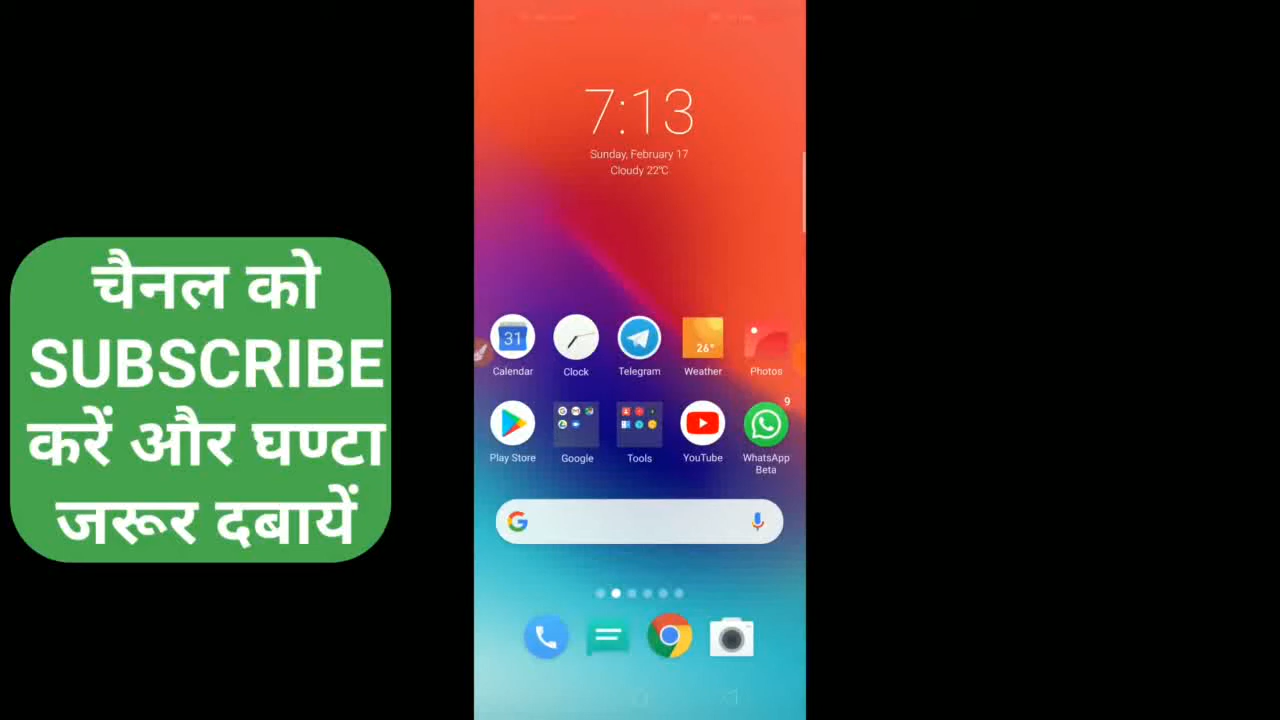 चैनल को
SUBSCRIBE
करें और घण्टा
जरूर दबायें
7:13
Sunday, February 17
Cloudy 22°C
31
26°
Calendar
Clock
Telegram
Weather
Photos
9
Play Store
Google
Tools
YouTube
WhatsApp
Beta